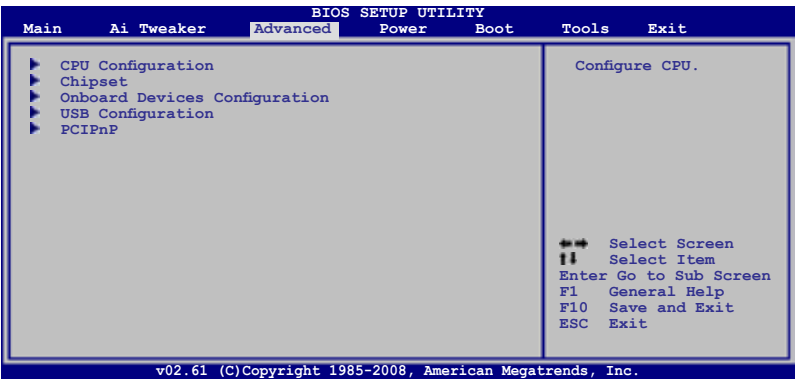 BIOS SETUP UTILITY
Main Ai Tweaker Advanced Power Boot Tools Exit
CPU Configuration
Chipset
Onboard Devices Configuration
USB Configuration
PCIPnP
Configure CPU.
Select Screen
Select Item
Enter Go to Sub Screen
F1 General Help
F10 Save and Exit
ESC Exit
v02.61 (C)Copyright 1985-2008, American Megatrends, Inc.